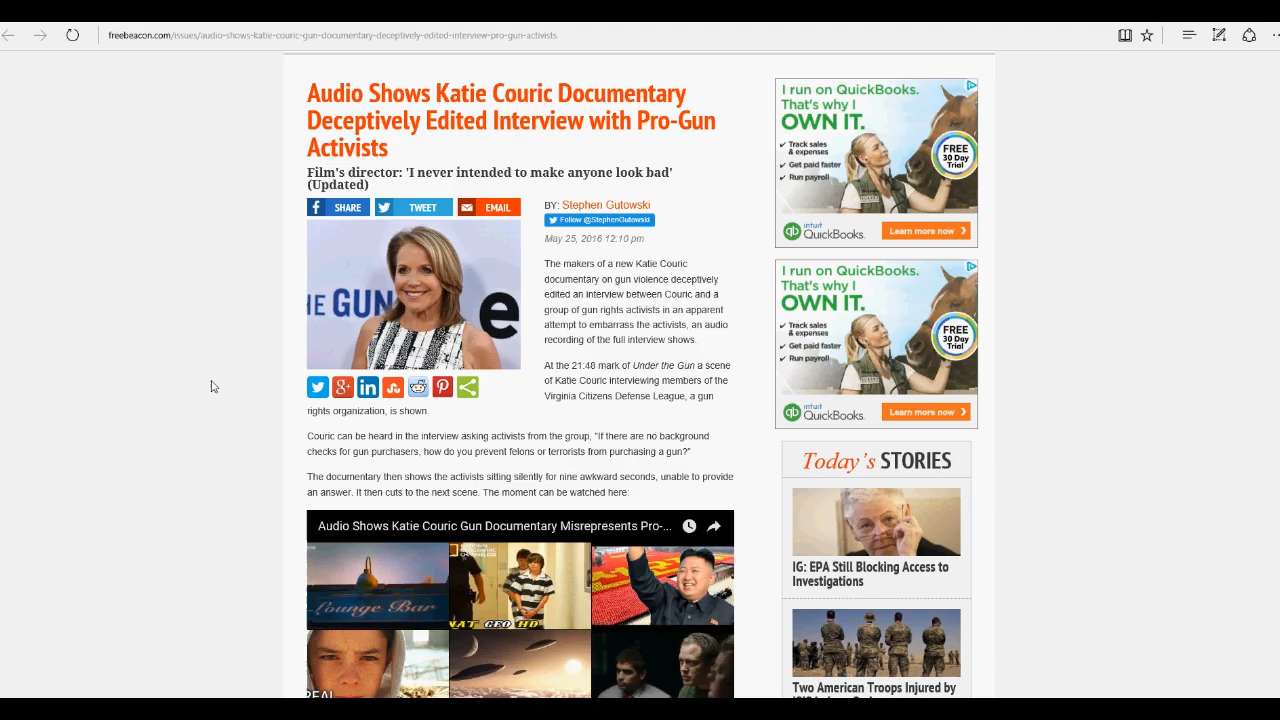 freebeacon.com/issues/audio-shows-katie-couric-gun-documentary-deceptively-edited-interview-pro-gun-activists
Audio Shows Katie Couric Documentary
Deceptively Edited Interview with Pro-Gun
Activists
Film's director: 'I never intended to make anyone look bad'
(Updated)
SHARE
TWEET
EMAIL
BY: Stephen Gutowski
Follow @StephenGutowski
May 25, 2016 12:10 pm
HE GUN
e
The makers of a new Katie Couric
documentary on gun violence deceptively
edited an interview between Couric and a
group of gun rights activists in an apparent
attempt to embarrass the activists, an audio
recording of the full interview shows.
At the 21:48 mark of Under the Gun a scene
of Katie Couric interviewing members of the
Virginia Citizens Defense League, a gun
rights organization, is shown.
Couric can be heard in the interview asking activists from the group, "If there are no background
checks for gun purchasers, how do you prevent felons or terrorists from purchasing a gun?"
The documentary then shows the activists sitting silently for nine awkward seconds, unable to provide
an answer. It then cuts to the next scene. The moment can be watched here:
Audio Shows Katie Couric Gun Documentary Misrepresents Pro-...
Lounge Bar
NATIONAL GEOGRAPHIC
NAT GEO HD
REAL
I run on QuickBooks.
That's why I
OWN IT.
Track sales
& expenses
Get paid faster
Run payroll
FREE
30 Day
Trial
intuit
QuickBooks.
Learn more now
I run on QuickBooks.
That's why I
OWN IT.
Track sales
& expenses
Get paid faster
Run payroll
FREE
30 Day
Trial
intuit
QuickBooks.
Learn more now
Today's STORIES
IG: EPA Still Blocking Access to
Investigations
Two American Troops Injured by